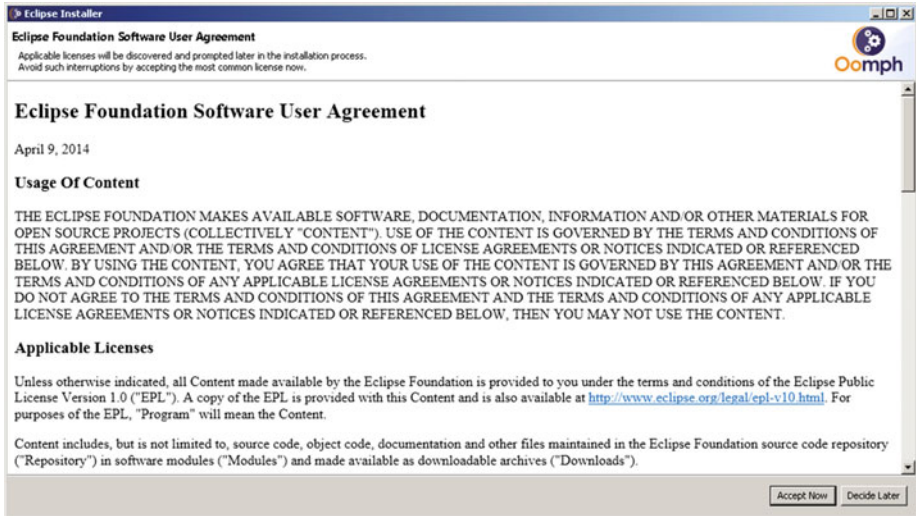 Eclipse Installer
Eclipse Foundation Software User Agreement
Applicable licenses will be discovered and prompted later in the installation process.
Avoid such interruptions by accepting the most common license now.
Oomph
Eclipse Foundation Software User Agreement
April 9, 2014
Usage Of Content
THE ECLIPSE FOUNDATION MAKES AVAILABLE SOFTWARE, DOCUMENTATION, INFORMATION AND/OR OTHER MATERIALS FOR
OPEN SOURCE PROJECTS (COLLECTIVELY "CONTENT"). USE OF THE CONTENT IS GOVERNED BY THE TERMS AND CONDITIONS OF
THIS AGREEMENT AND/OR THE TERMS AND CONDITIONS OF LICENSE AGREEMENTS OR NOTICES INDICATED OR REFERENCED
BELOW. BY USING THE CONTENT, YOU AGREE THAT YOUR USE OF THE CONTENT IS GOVERNED BY THIS AGREEMENT AND/OR THE
TERMS AND CONDITIONS OF ANY APPLICABLE LICENSE AGREEMENTS OR NOTICES INDICATED OR REFERENCED BELOW. IF YOU
DO NOT AGREE TO THE TERMS AND CONDITIONS OF THIS AGREEMENT AND THE TERMS AND CONDITIONS OF ANY APPLICABLE
LICENSE AGREEMENTS OR NOTICES INDICATED OR REFERENCED BELOW, THEN YOU MAY NOT USE THE CONTENT.
Applicable Licenses
Unless otherwise indicated, all Content made available by the Eclipse Foundation is provided to you under the terms and conditions of the Eclipse Public
License Version 1.0 ("EPL"). A copy of the EPL is provided with this Content and is also available at http://www.eclipse.org/legal/epl-v10.html. For
purposes of the EPL, "Program" will mean the Content.
Content includes, but is not limited to, source code, object code, documentation and other files maintained in the Eclipse Foundation source code repository
("Repository") in software modules ("Modules") and made available as downloadable archives ("Downloads").
Accept Now Decide Later